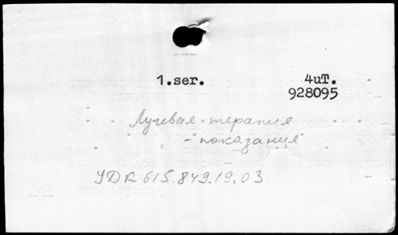 1.ser. 4uT.
928095
Лучевая терапия
- "показания"
УДК 615.849.19,03